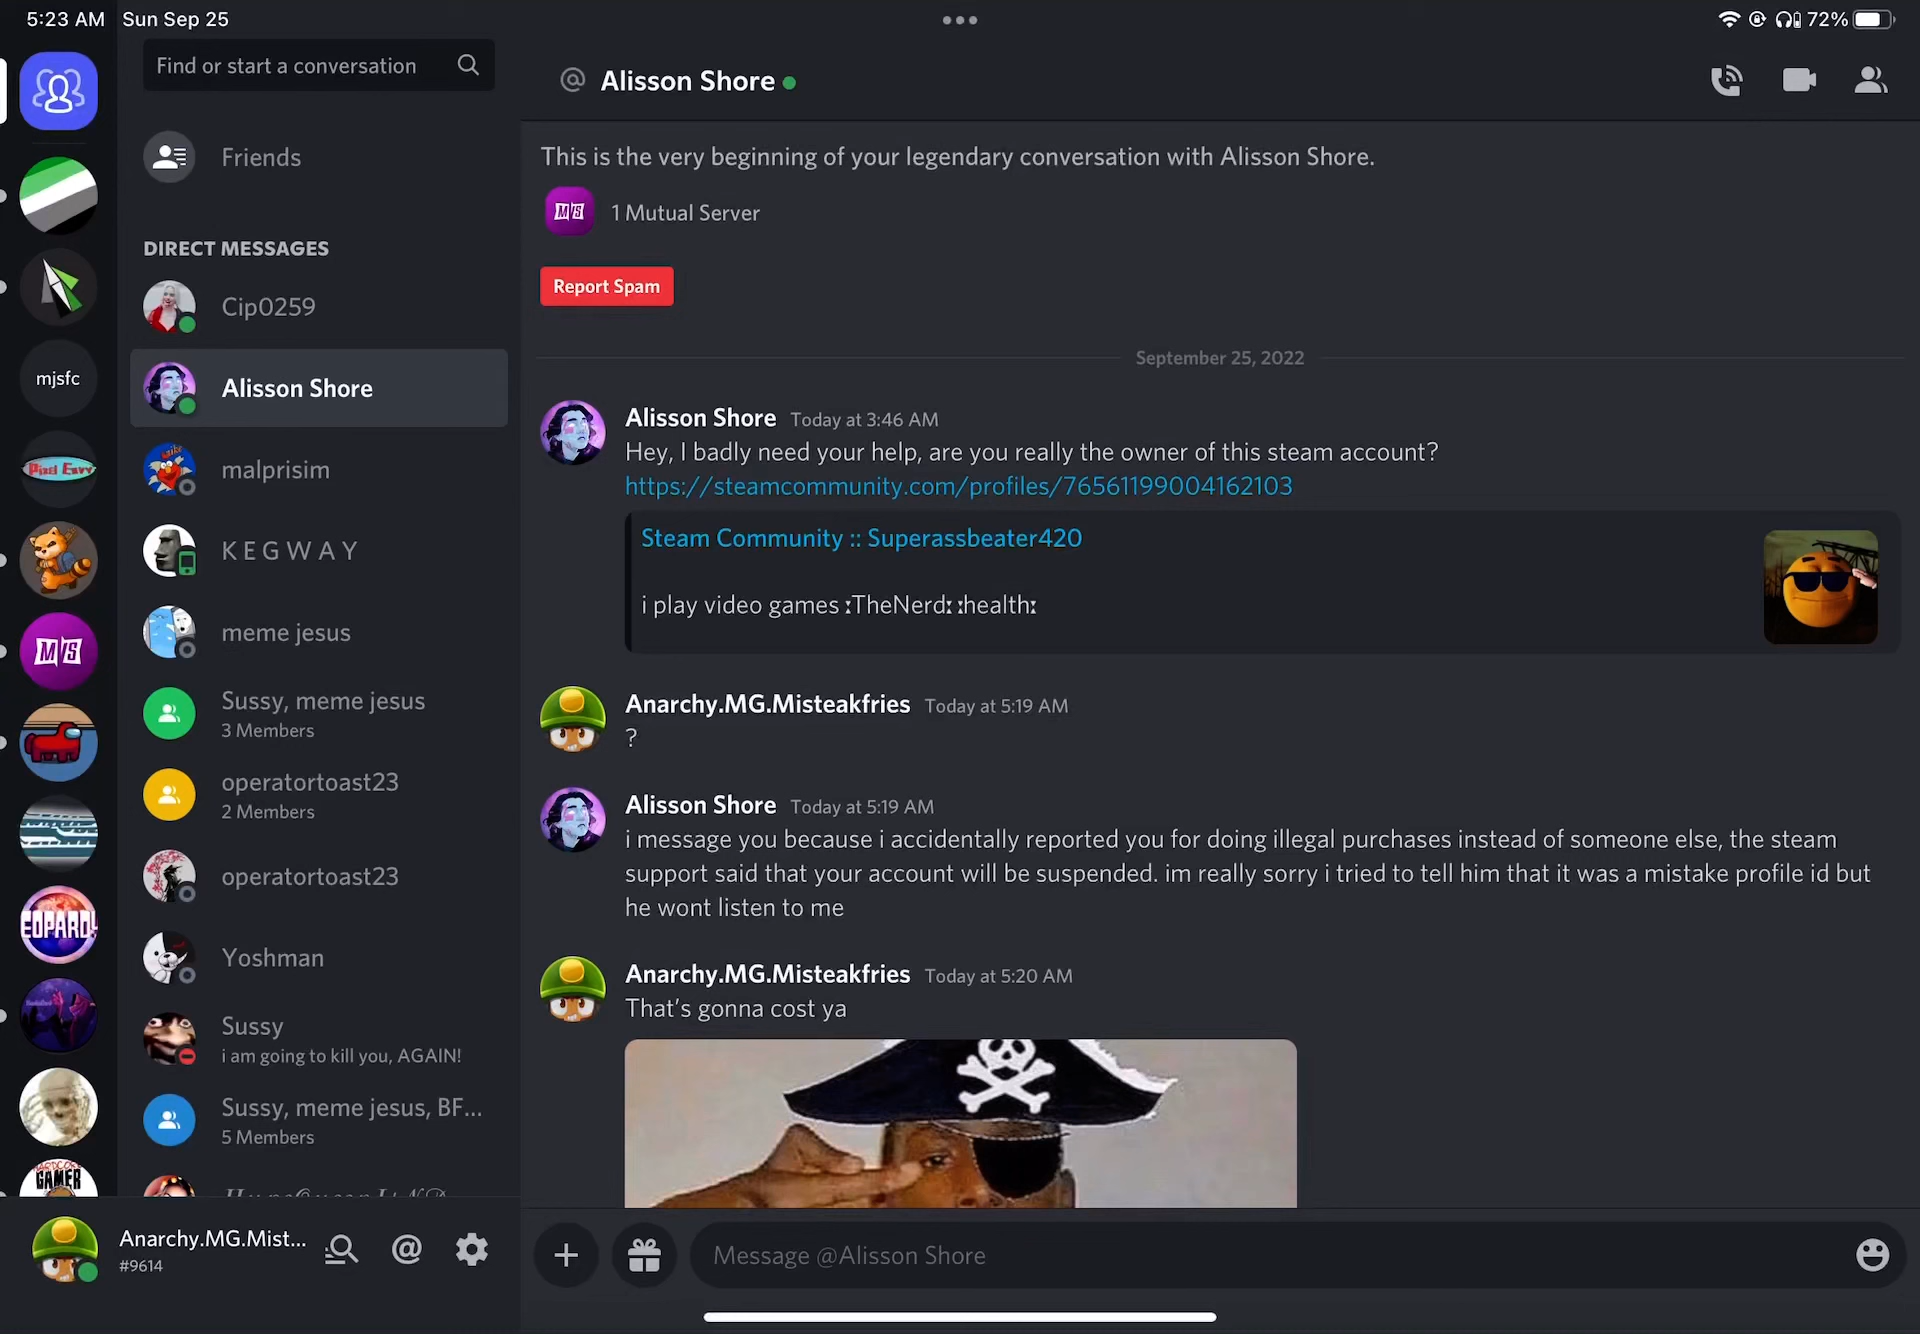 5:23 AM Sun Sep 25
72%
Find or start a conversation
Friends
DIRECT MESSAGES
Cip0259
Alisson Shore
malprisim
K E G W A Y
meme jesus
Sussy, meme jesus
3 Members
operatortoast23
2 Members
operatortoast23
Yoshman
Sussy
i am going to kill you, AGAIN!
Sussy, meme jesus, BF...
5 Members
mjsfc
Pixel Envy
M/S
EOPARD!
HARDCORE
GAMER
Anarchy.MG.Mist...
#9614
@ Alisson Shore
This is the very beginning of your legendary conversation with Alisson Shore.
M/S
1 Mutual Server
Report Spam
September 25, 2022
Alisson Shore Today at 3:46 AM
Hey, I badly need your help, are you really the owner of this steam account?
https://steamcommunity.com/profiles/76561199004162103
Steam Community :: Superassbeater420
i play video games :TheNerd: :health:
Anarchy.MG.Misteakfries Today at 5:19 AM
?
Alisson Shore Today at 5:19 AM
i message you because i accidentally reported you for doing illegal purchases instead of someone else, the steam
support said that your account will be suspended. im really sorry i tried to tell him that it was a mistake profile id but
he wont listen to me
Anarchy.MG.Misteakfries Today at 5:20 AM
That's gonna cost ya
Message @Alisson Shore